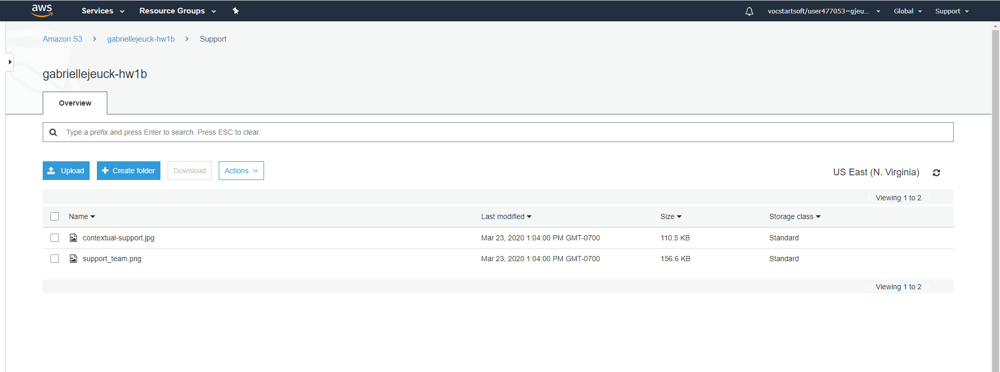 aws Services Resource Groups vocstartsoft/user477053=gjeu... Global Support
Amazon S3 > gabriellejeuck-hw1b > Support
gabriellejeuck-hw1b
Overview
Type a prefix and press Enter to search. Press ESC to clear.
Upload Create folder Download Actions US East (N. Virginia)
Viewing 1 to 2
Name Last modified Size Storage class
contextual-support.jpg Mar 23, 2020 1:04:00 PM GMT-0700 110.5 KB Standard
support_team.png Mar 23, 2020 1:04:00 PM GMT-0700 156.6 KB Standard
Viewing 1 to 2